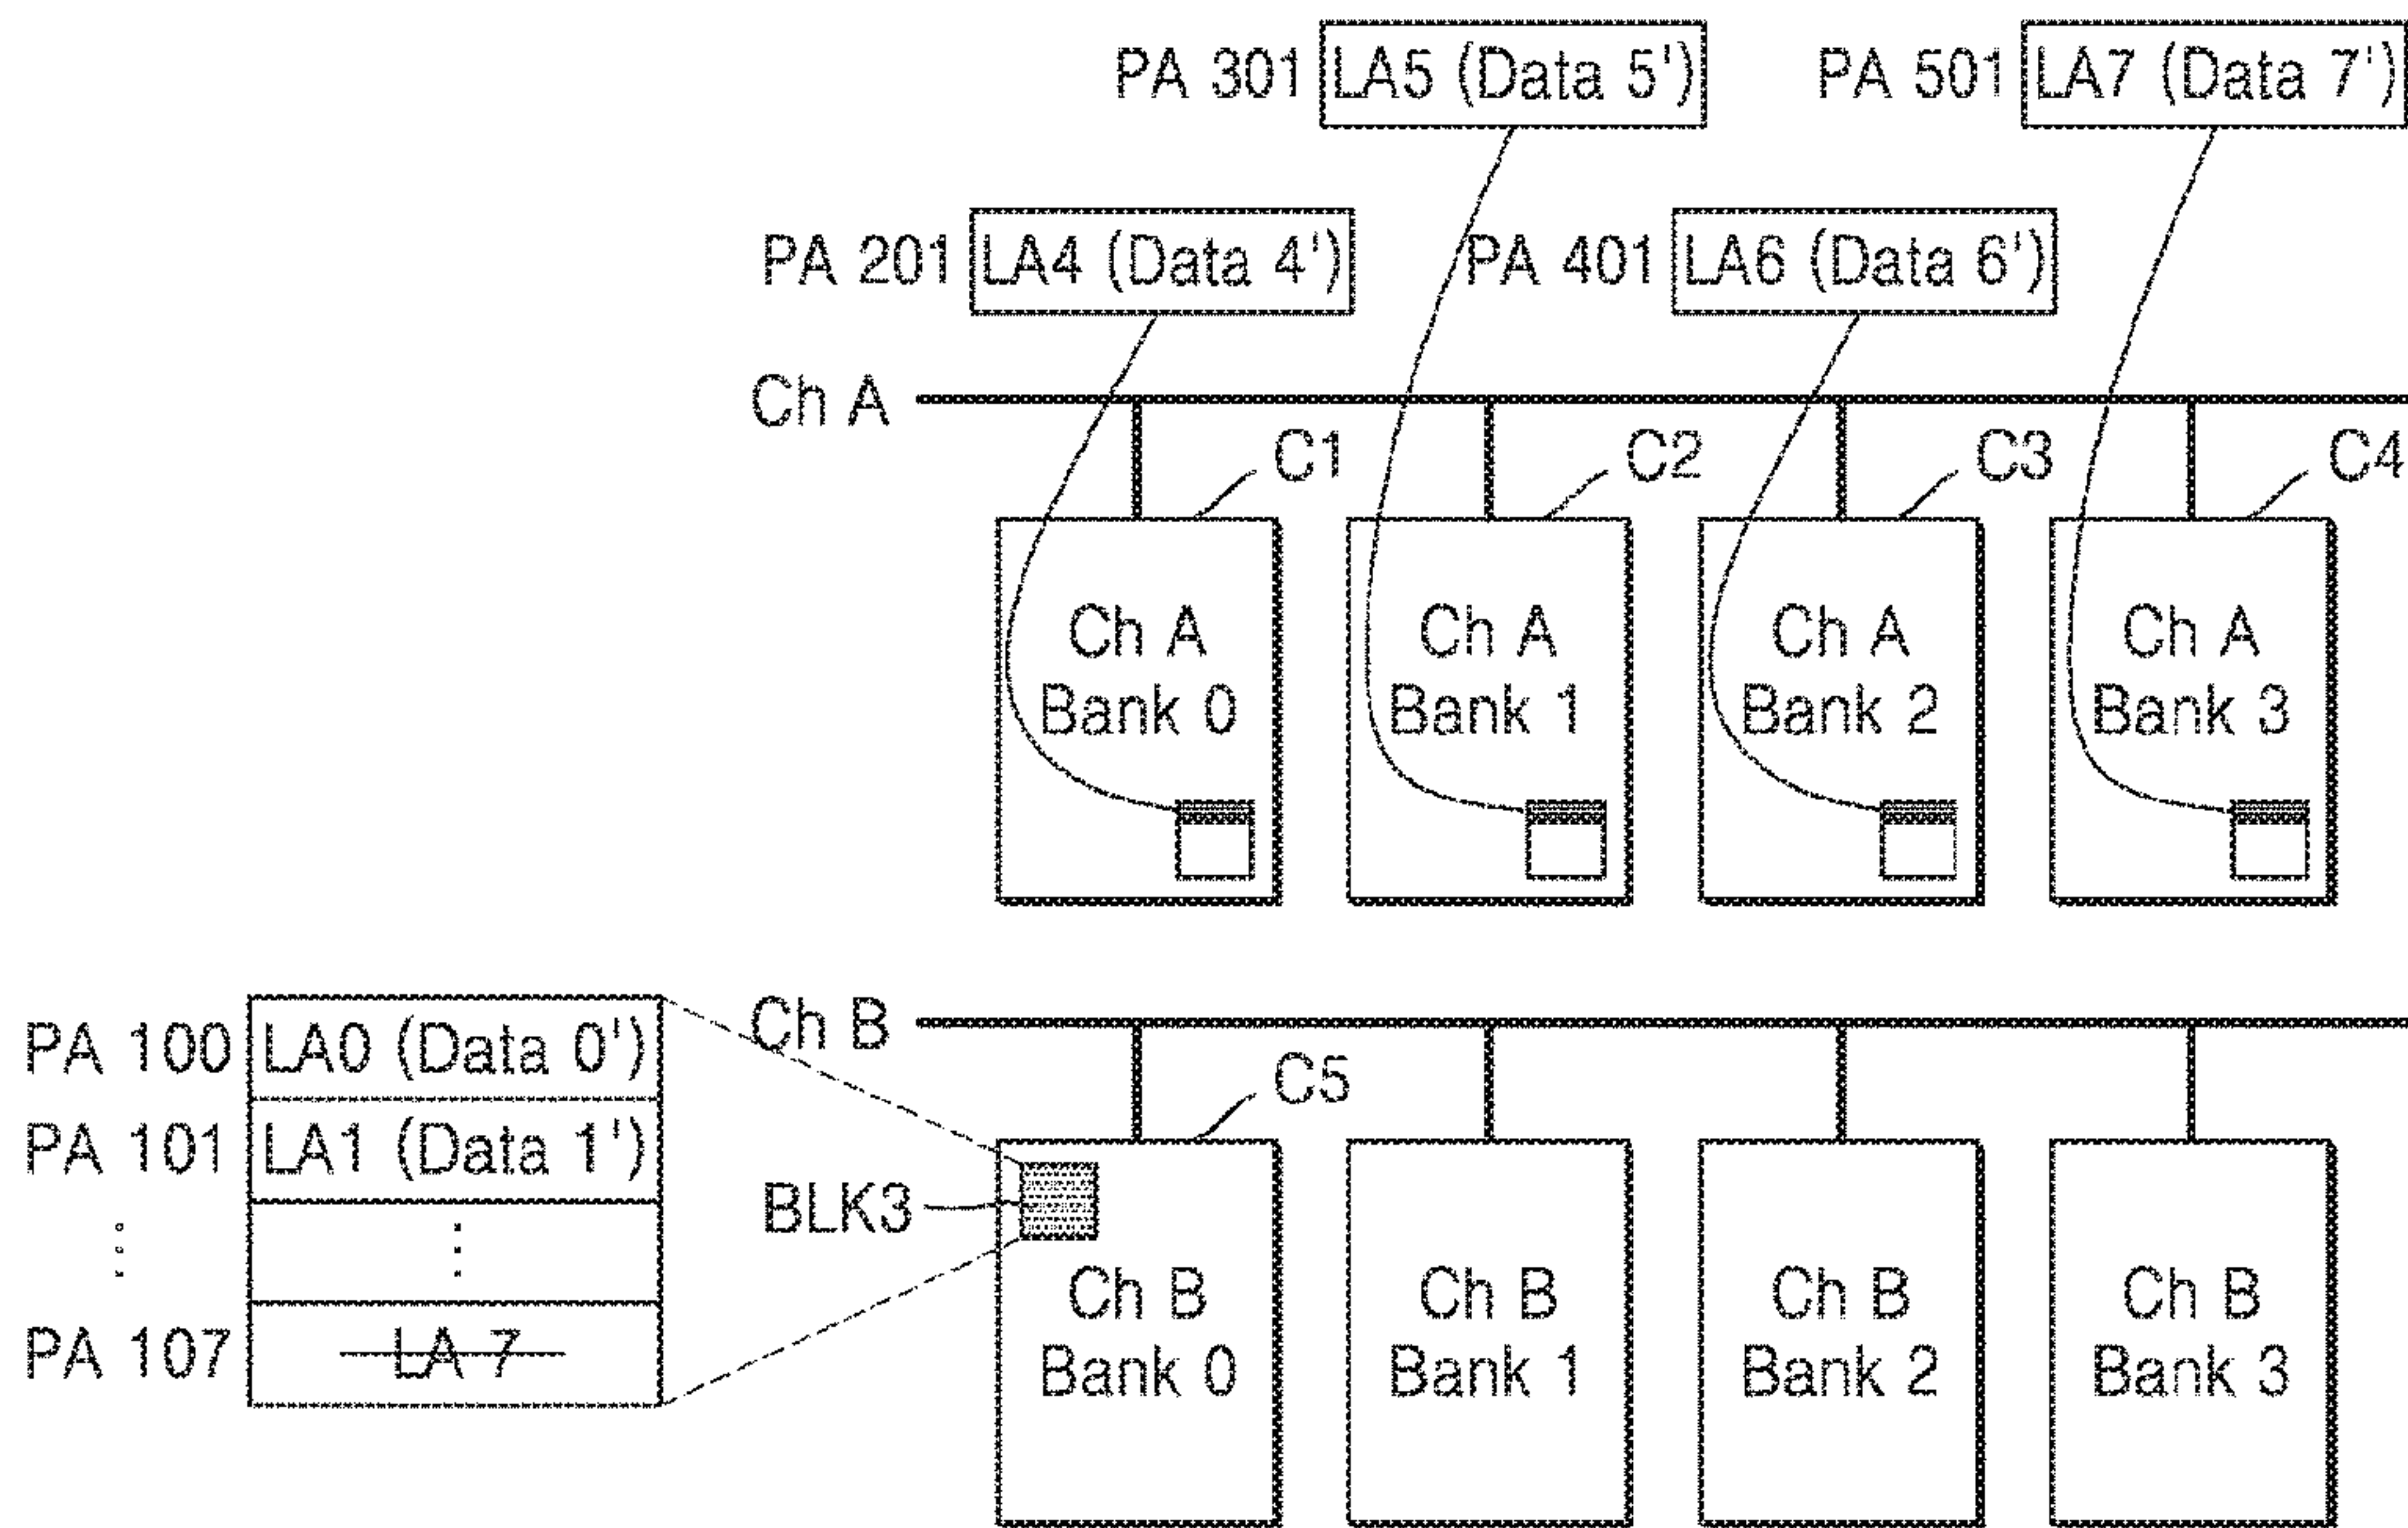 PA 301 LA5 (Data 5') PA 501 LA7 (Data 7')
PA 201 LA4 (Data 4') PA 401 LA6 (Data 6')
Ch A
C1 C2 C3 C4
Ch A Ch A Ch A Ch A
Bank 0 Bank 1 Bank 2 Bank 3
Ch B
PA 100 LA0 (Data 0')
C5
PA 101 LA1 (Data 1')
BLK3
⋮ ⋮
Ch B Ch B Ch B Ch B
PA 107 LA 7
Bank 0 Bank 1 Bank 2 Bank 3